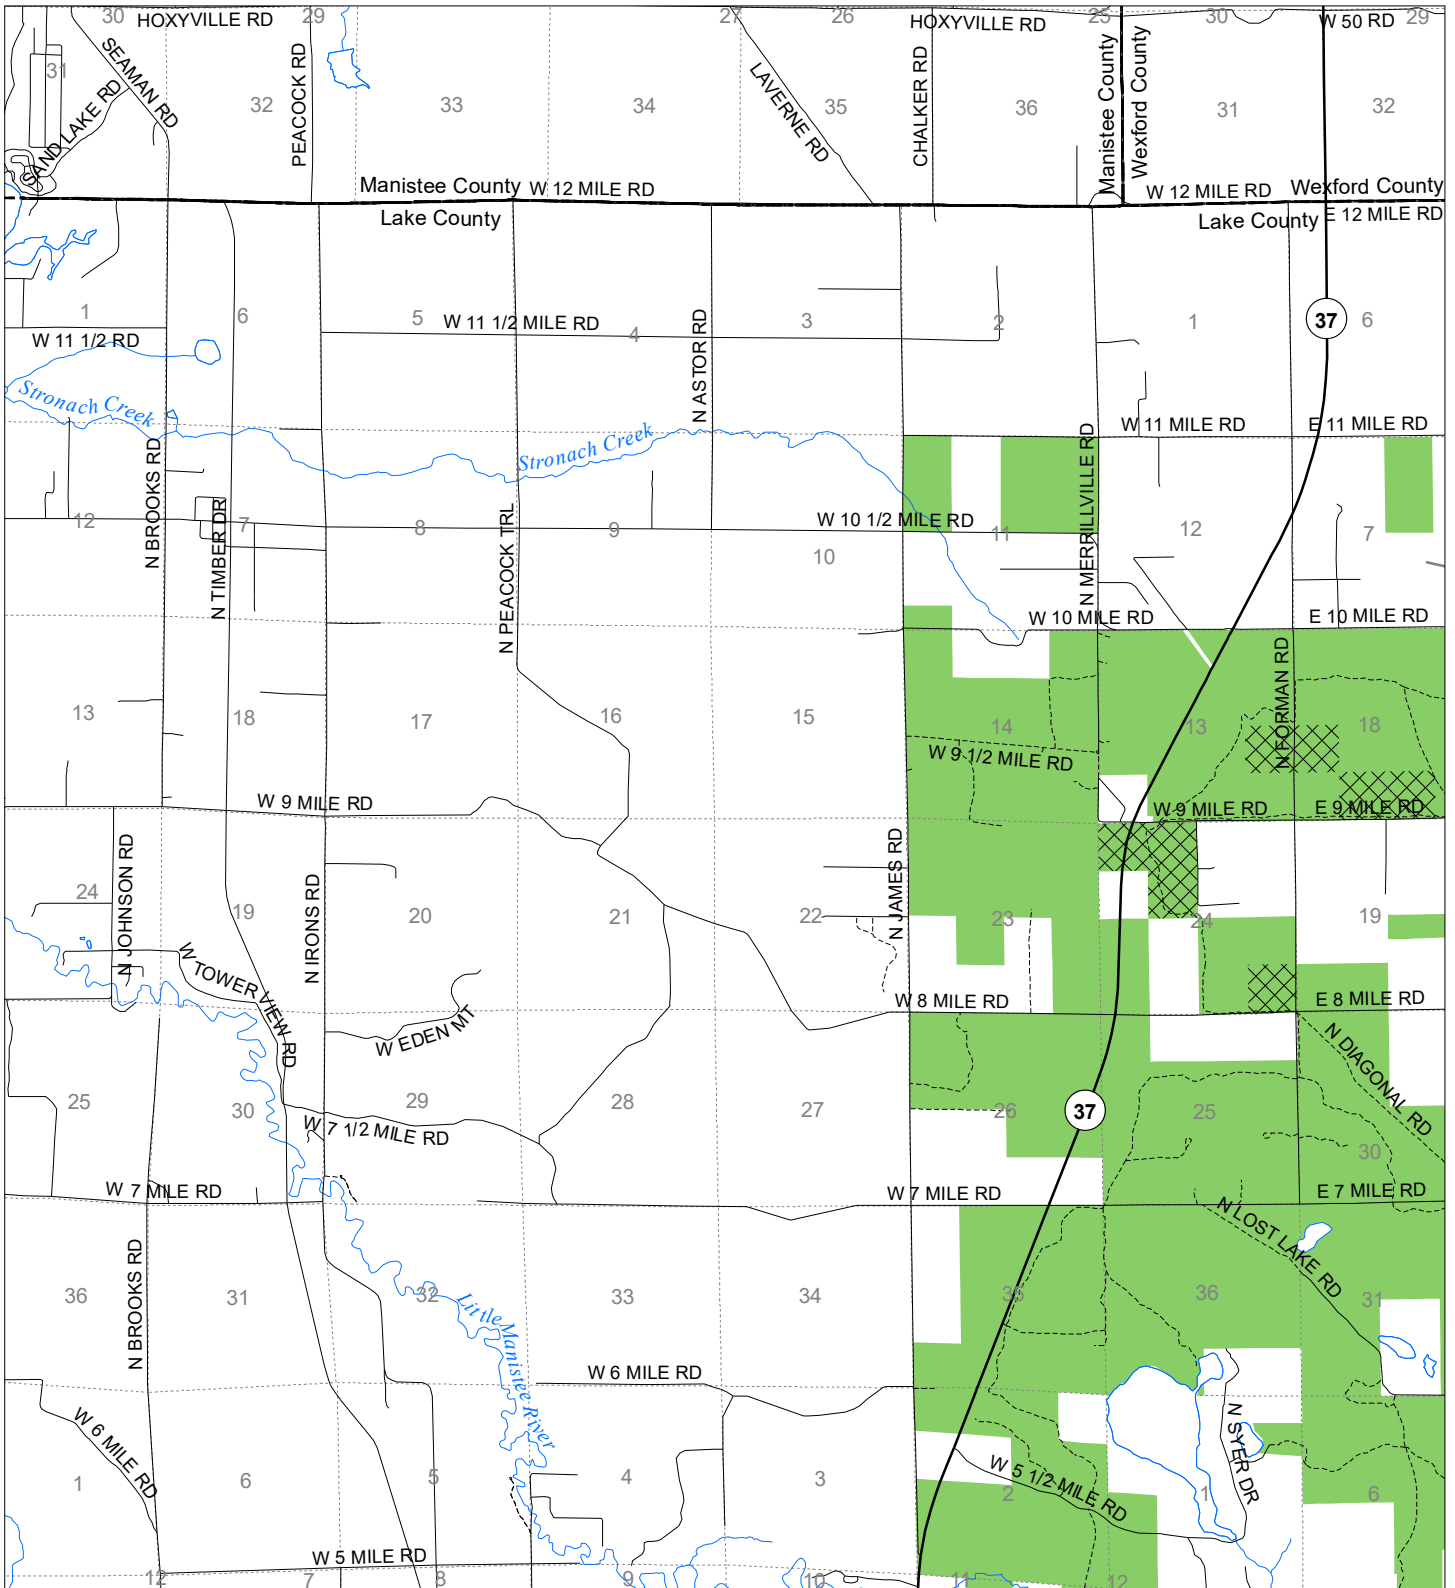 30
29
27
26
25
30
29
HOXYVILLE RD
HOXYVILLE RD
W 50 RD
31
SEAMAN RD
SAND LAKE RD
32
PEACOCK RD
33
34
LAVERNE RD
35
CHALKER RD
36
Manistee County
Wexford County
31
32
Manistee County
W 12 MILE RD
W 12 MILE RD
Wexford County
Lake County
Lake County
E 12 MILE RD
1
6
5
W 11 1/2 MILE RD
4
N ASTOR RD
3
2
1
37
6
W 11 1/2 RD
Stronach Creek
Stronach Creek
W 11 MILE RD
E 11 MILE RD
12
N BROOKS RD
N TIMBER DR
7
8
N PEACOCK TRL
9
W 10 1/2 MILE RD
10
11
N MERRILLVILLE RD
12
7
W 10 MILE RD
E 10 MILE RD
13
18
17
16
15
14
13
N FORMAN RD
18
W 9 1/2 MILE RD
W 9 MILE RD
W 9 MILE RD
E 9 MILE RD
24
N JOHNSON RD
19
N IRONS RD
20
21
22
N JAMES RD
23
24
19
W TOWER VIEW RD
W EDEN MT
W 8 MILE RD
E 8 MILE RD
N DIAGONAL RD
25
30
29
28
27
26
37
25
30
W 7 1/2 MILE RD
W 7 MILE RD
W 7 MILE RD
E 7 MILE RD
N LOST LAKE RD
36
N BROOKS RD
31
32
Little Manistee River
33
34
35
36
31
W 6 MILE RD
W 6 MILE RD
1
6
5
4
3
W 5 1/2 MILE RD
2
1
N SYER DR
6
W 5 MILE RD
12
7
8
9
10
11
12